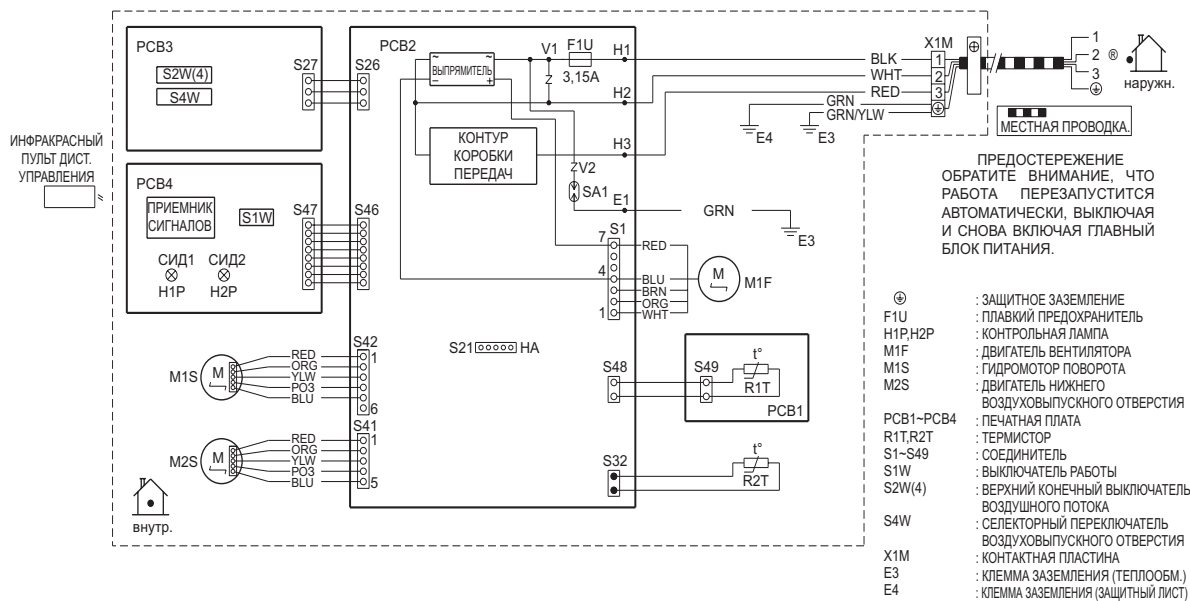 PCB3
S2W(4)
S4W
S27
S26
PCB2
ВЫПРЯМИТЕЛЬ
~
~
–
+
V1
F1U
3,15A
Z
H1
H2
H3
E1
КОНТУР
КОРОБКИ
ПЕРЕДАЧ
ZV2
SA1
BLK
WHT
RED
GRN
GRN/YLW
E4
E3
X1M
1
2
3
1
2 ®
3
наружн.
МЕСТНАЯ ПРОВОДКА.
ИНФРАКРАСНЫЙ
ПУЛЬТ ДИСТ.
УПРАВЛЕНИЯ
PCB4
ПРИЕМНИК
СИГНАЛОВ
S1W
СИД1
СИД2
H1P
H2P
S47
S46
GRN
E3
S1
7
4
1
RED
BLU
BRN
ORG
WHT
M
M1F
S21
HA
M1S
M
RED
ORG
YLW
РОЗ
BLU
S42
1
6
M2S
M
RED
ORG
YLW
РОЗ
BLU
S41
1
5
S48
S49
t°
R1T
PCB1
S32
t°
R2T
внутр.
ПРЕДОСТЕРЕЖЕНИЕ
ОБРАТИТЕ ВНИМАНИЕ, ЧТО
РАБОТА ПЕРЕЗАПУСТИТСЯ
АВТОМАТИЧЕСКИ, ВЫКЛЮЧАЯ
И СНОВА ВКЛЮЧАЯ ГЛАВНЫЙ
БЛОК ПИТАНИЯ.
: ЗАЩИТНОЕ ЗАЗЕМЛЕНИЕ
F1U : ПЛАВКИЙ ПРЕДОХРАНИТЕЛЬ
H1P,H2P : КОНТРОЛЬНАЯ ЛАМПА
M1F : ДВИГАТЕЛЬ ВЕНТИЛЯТОРА
M1S : ГИДРОМОТОР ПОВОРОТА
M2S : ДВИГАТЕЛЬ НИЖНЕГО
ВОЗДУХОВЫПУСКНОГО ОТВЕРСТИЯ
PCB1~PCB4 : ПЕЧАТНАЯ ПЛАТА
R1T,R2T : ТЕРМИСТОР
S1~S49 : СОЕДИНИТЕЛЬ
S1W : ВЫКЛЮЧАТЕЛЬ РАБОТЫ
S2W(4) : ВЕРХНИЙ КОНЕЧНЫЙ ВЫКЛЮЧАТЕЛЬ
ВОЗДУШНОГО ПОТОКА
S4W : СЕЛЕКТОРНЫЙ ПЕРЕКЛЮЧАТЕЛЬ
ВОЗДУХОВЫПУСКНОГО ОТВЕРСТИЯ
X1M : КОНТАКТНАЯ ПЛАСТИНА
E3 : КЛЕММА ЗАЗЕМЛЕНИЯ (ТЕПЛООБМ.)
E4 : КЛЕММА ЗАЗЕМЛЕНИЯ (ЗАЩИТНЫЙ ЛИСТ)